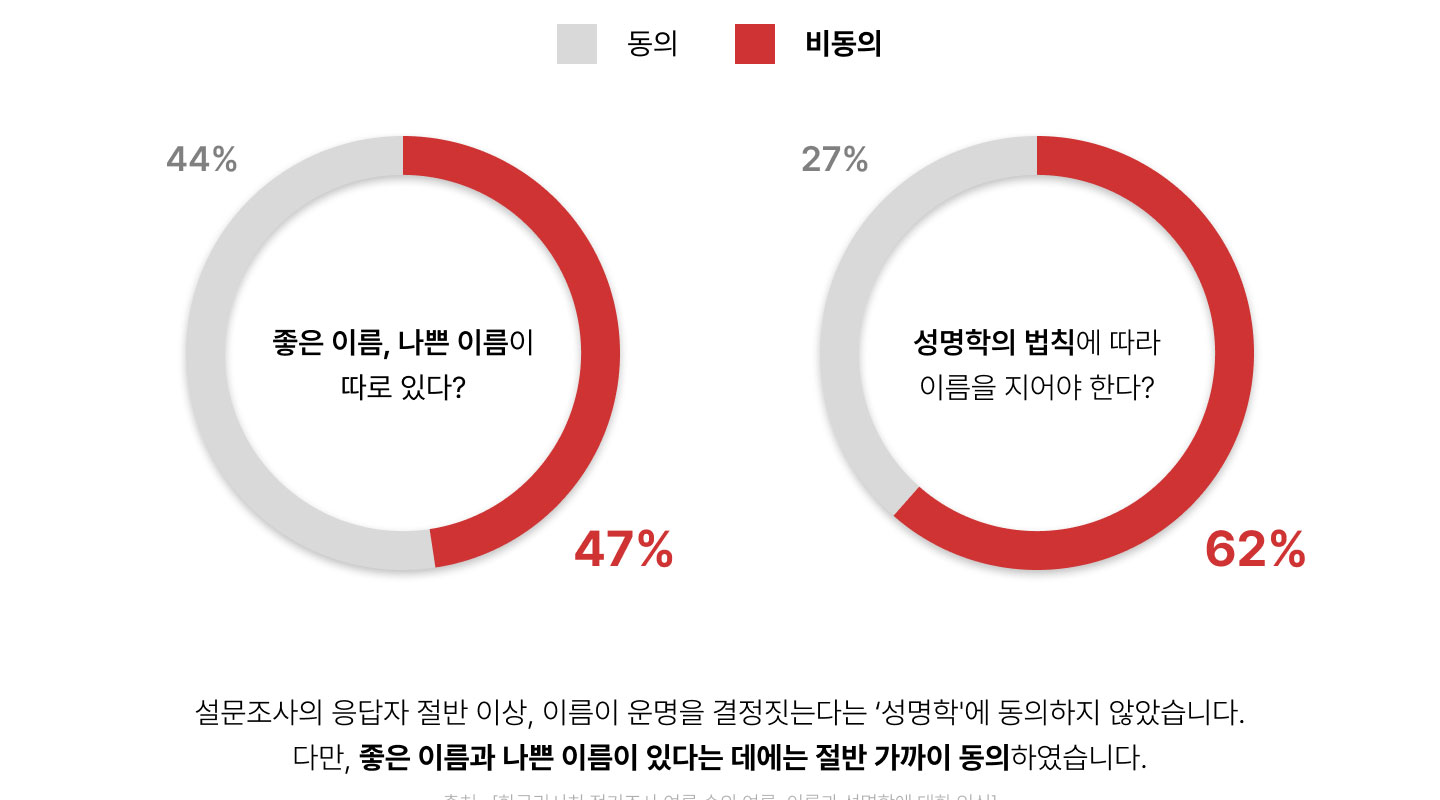 동의 비동의
44%
27%
좋은 이름, 나쁜 이름이
따로 있다?
성명학의 법칙에 따라
이름을 지어야 한다?
47%
62%
설문조사의 응답자 절반 이상, 이름이 운명을 결정짓는다는 ‘성명학'에 동의하지 않았습니다.
다만, 좋은 이름과 나쁜 이름이 있다는 데에는 절반 가까이 동의하였습니다.